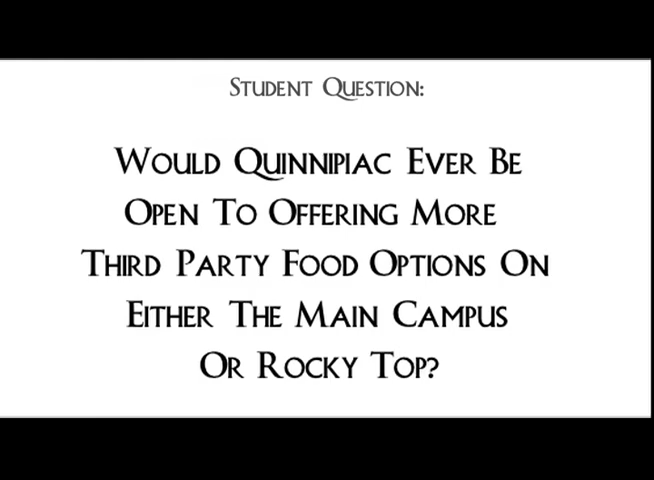 Student Question:
Would Quinnipiac Ever Be
Open To Offering More
Third Party Food Options On
Either The Main Campus
Or Rocky Top?